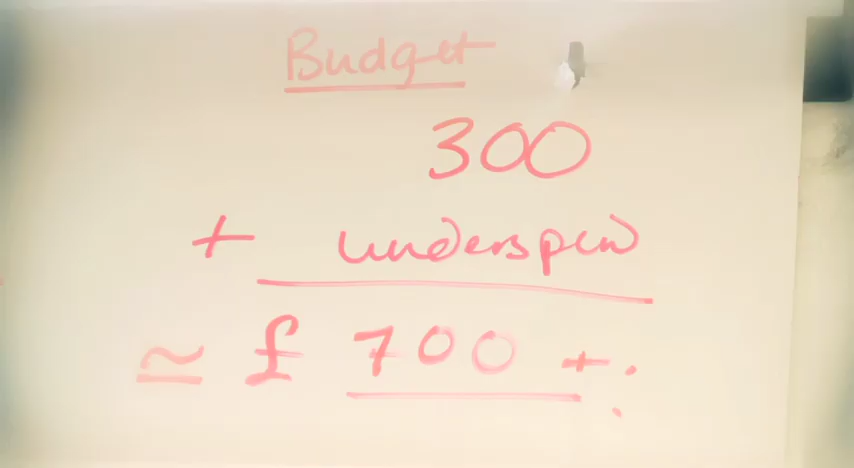 Budget
300
+ underspend
≃ £ 700 + :